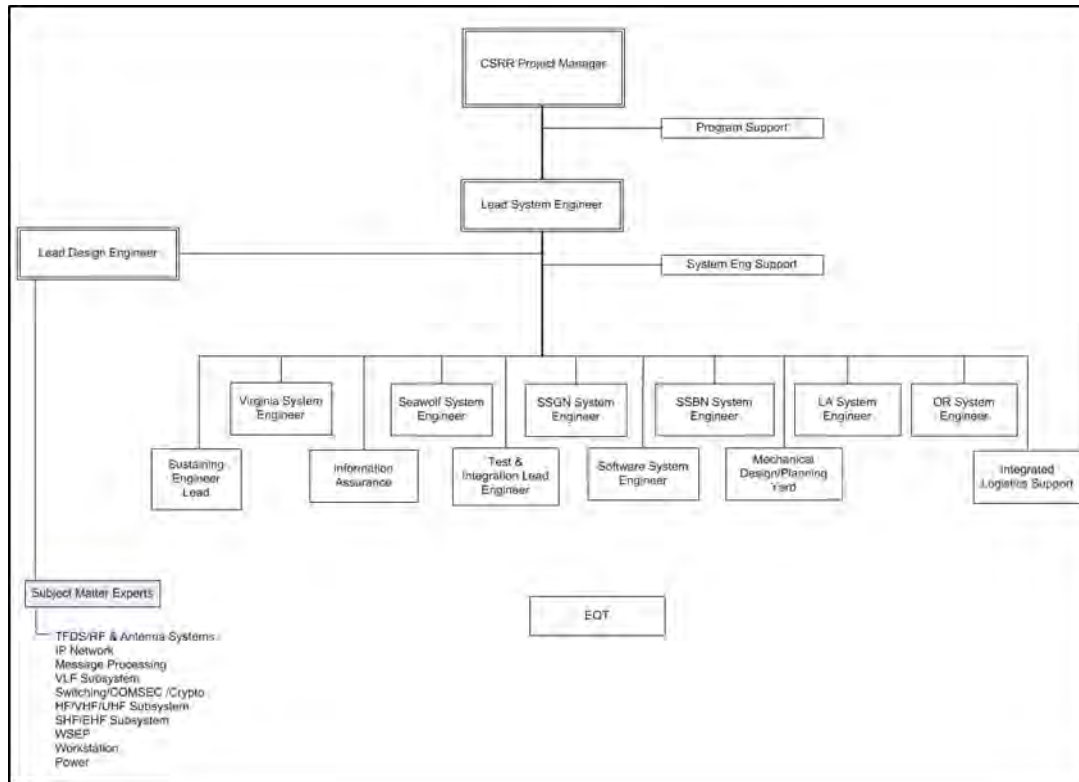 CSRR Project Manager
Program Support
Lead System Engineer
Lead Design Engineer
System Eng Support
Virginia System
Engineer
Seawolf System
Engineer
SSGN System
Engineer
SSBN System
Engineer
LA System
Engineer
OR System
Engineer
Sustaining
Engineer
Lead
Information
Assurance
Test &
Integration Lead
Engineer
Software System
Engineer
Mechanical
Design/Planning
Yard
Integrated
Logistics Support
Subject Matter Experts
EQT
TFDS/RF & Antenna Systems
IP Network
Message Processing
VLF Subsystem
Switching/COMSEC /Crypto
HF/VHF/UHF Subsystem
SHF/EHF Subsystem
WSEP
Workstation
Power